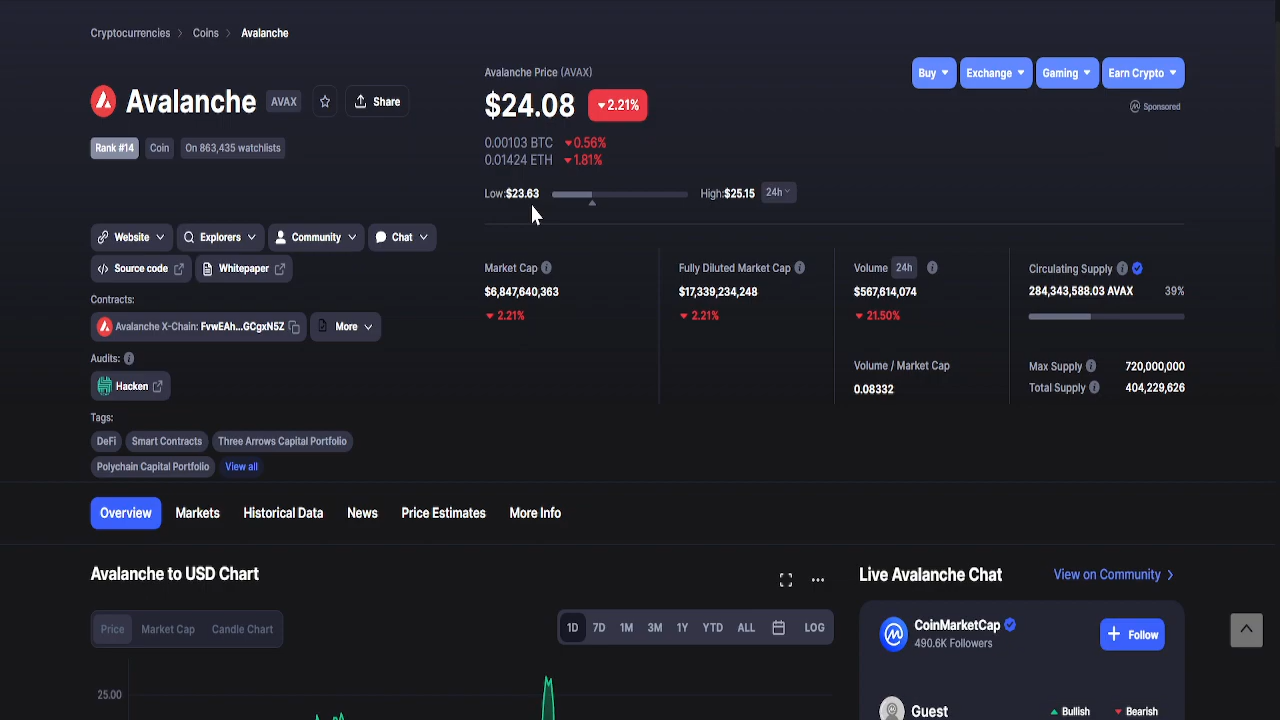 Cryptocurrencies > Coins > Avalanche
Avalanche AVAX Share
Rank #14 Coin On 863,435 watchlists
Avalanche Price (AVAX)
$24.08 2.21%
0.00103 BTC 0.56%
0.01424 ETH 1.81%
Low:$23.63 High:$25.15 24h
Buy Exchange Gaming Earn Crypto
Sponsored
Website Explorers Community Chat
Source code Whitepaper
Contracts:
Avalanche X-Chain: FvwEAh...GCgxN5Z More
Audits:
Hacken
Tags:
DeFi Smart Contracts Three Arrows Capital Portfolio
Polychain Capital Portfolio View all
Market Cap
$6,847,640,363
2.21%
Fully Diluted Market Cap
$17,339,234,248
2.21%
Volume 24h
$567,614,074
21.50%
Volume / Market Cap
0.08332
Circulating Supply
284,343,588.03 AVAX 39%
Max Supply 720,000,000
Total Supply 404,229,626
Overview Markets Historical Data News Price Estimates More Info
Avalanche to USD Chart
Price Market Cap Candle Chart
1D 7D 1M 3M 1Y YTD ALL LOG
25.00
Live Avalanche Chat View on Community >
CoinMarketCap
490.6K Followers
+ Follow
Guest Bullish Bearish